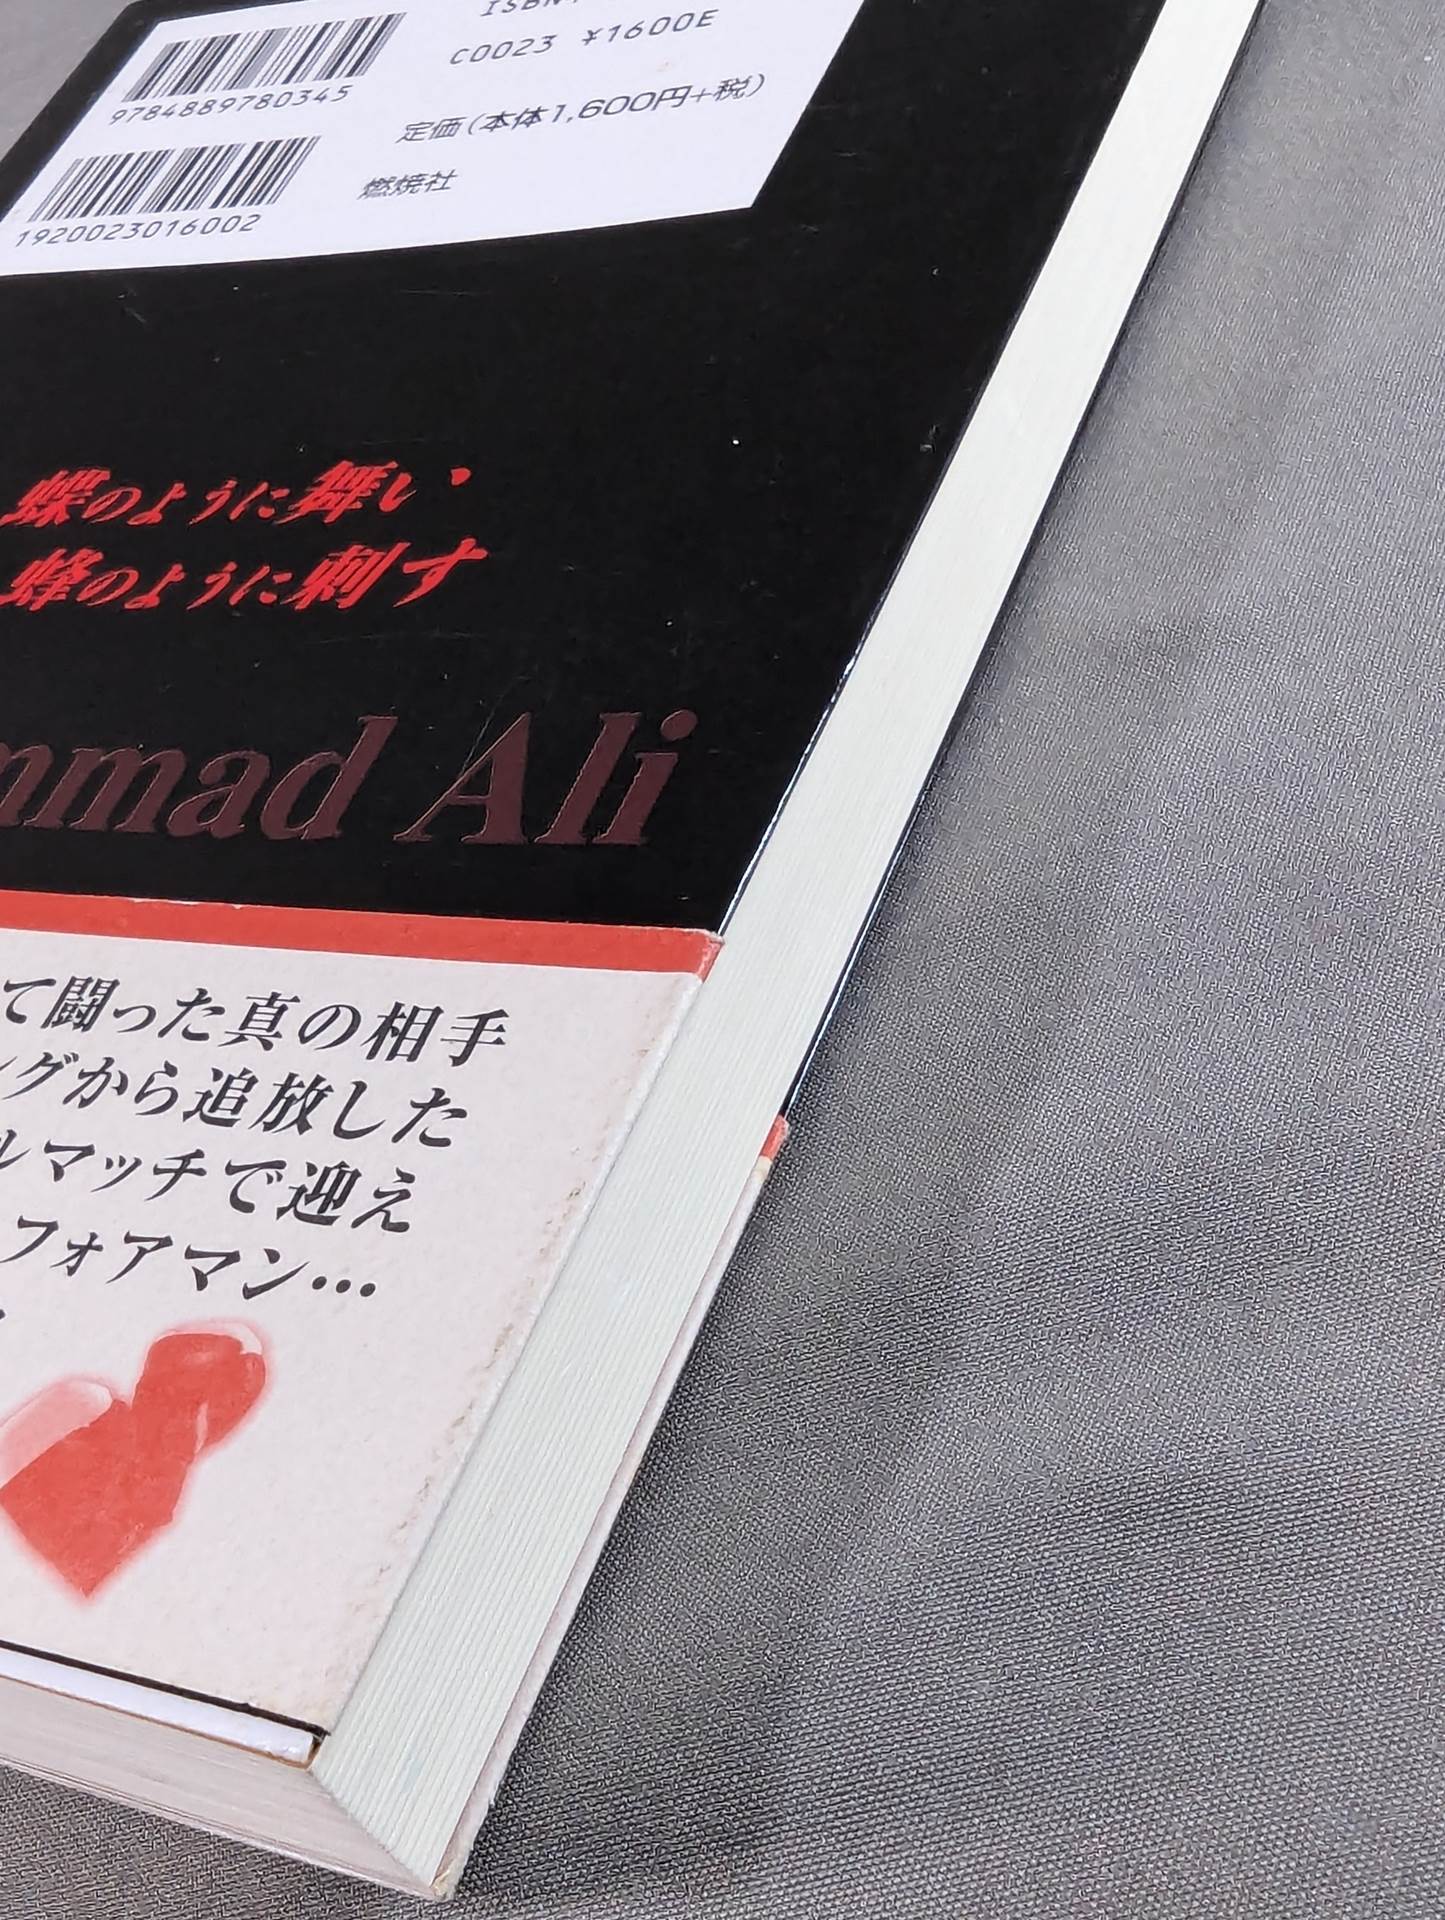 ISBN
9784889780345
C0023 ¥1600E
1920023016002
定価(本体1,600円+税)
燃焼社
蝶のように舞い
蜂のように刺す
mmad Ali
て闘った真の相手
ングから追放した
ルマッチで迎え
フォアマン…